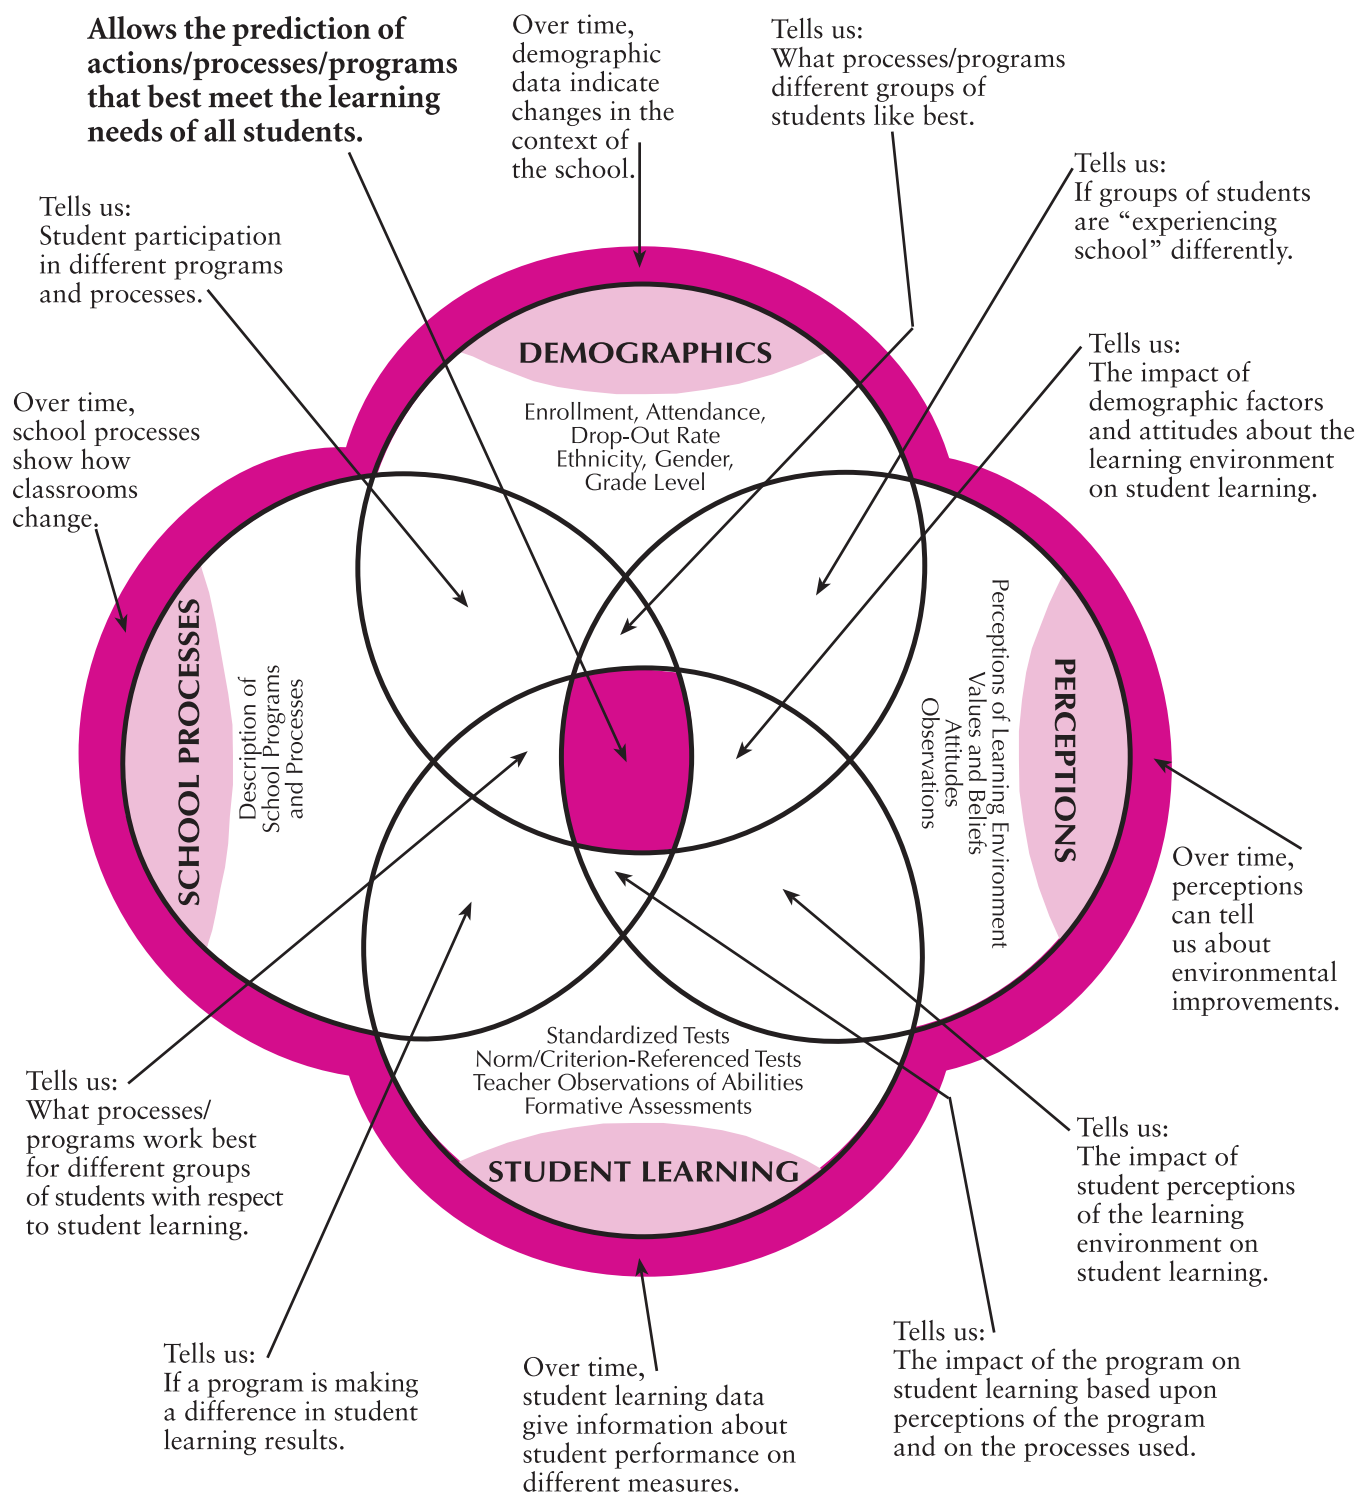 Allows the prediction of
actions/processes/programs
that best meet the learning
needs of all students.
Over time,
demographic
data indicate
changes in the
context of
the school.
Tells us:
What processes/programs
different groups of
students like best.
Tells us:
If groups of students
are “experiencing
school” differently.
Tells us:
Student participation
in different programs
and processes.
Tells us:
The impact of
demographic factors
and attitudes about the
learning environment
on student learning.
Over time,
school processes
show how
classrooms
change.
DEMOGRAPHICS
Enrollment, Attendance,
Drop-Out Rate
Ethnicity, Gender,
Grade Level
SCHOOL PROCESSES
Description of
School Programs
and Processes
PERCEPTIONS
Perceptions of Learning Environment
Values and Beliefs
Attitudes
Observations
Over time,
perceptions
can tell
us about
environmental
improvements.
Standardized Tests
Norm/Criterion-Referenced Tests
Teacher Observations of Abilities
Formative Assessments
STUDENT LEARNING
Tells us:
What processes/
programs work best
for different groups
of students with respect
to student learning.
Tells us:
The impact of
student perceptions
of the learning
environment on
student learning.
Tells us:
If a program is making
a difference in student
learning results.
Over time,
student learning data
give information about
student performance on
different measures.
Tells us:
The impact of the program on
student learning based upon
perceptions of the program
and on the processes used.